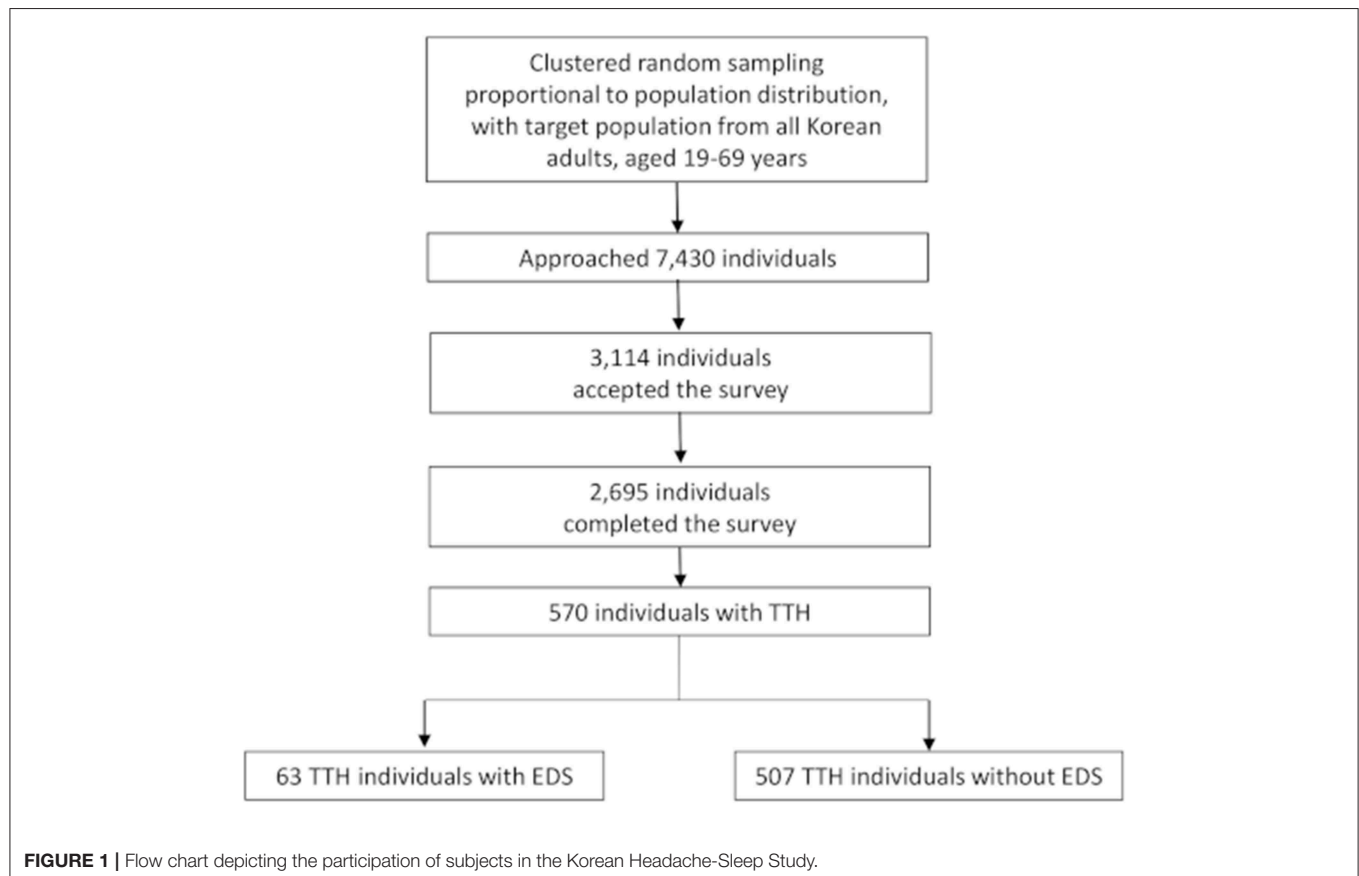 Clustered random sampling
proportional to population distribution,
with target population from all Korean
adults, aged 19-69 years
Approached 7,430 individuals
3,114 individuals
accepted the survey
2,695 individuals
completed the survey
570 individuals with TTH
63 TTH individuals with EDS
507 TTH individuals without EDS
FIGURE 1 | Flow chart depicting the participation of subjects in the Korean Headache-Sleep Study.